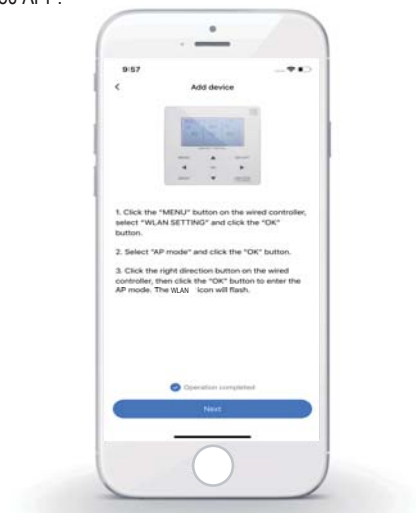 9:57
Add device
1. Click the "MENU" button on the wired controller,
select "WLAN SETTING" and click the "OK"
button.
2. Select "AP mode" and click the "OK" button.
3. Click the right direction button on the wired
controller, then click the "OK" button to enter the
AP mode. The WLAN icon will flash.
Operation completed
Next